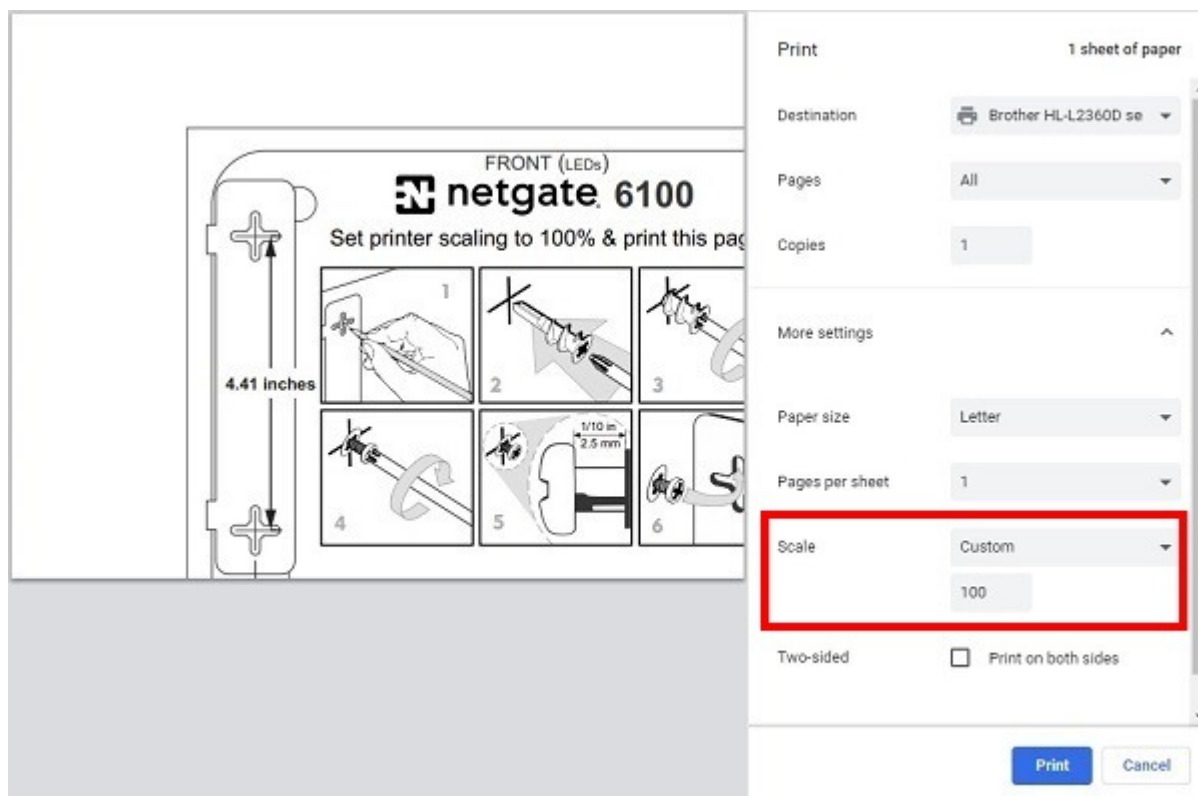 FRONT (LEDs)
netgate. 6100
Set printer scaling to 100% & print this pag
1
2
3
4.41 inches
4
5
1/10 in
2.5 mm
6
Print
1 sheet of paper
Destination
Brother HL-L2360D se
Pages
All
Copies
1
More settings
Paper size
Letter
Pages per sheet
1
Scale
Custom
100
Two-sided
Print on both sides
Print
Cancel